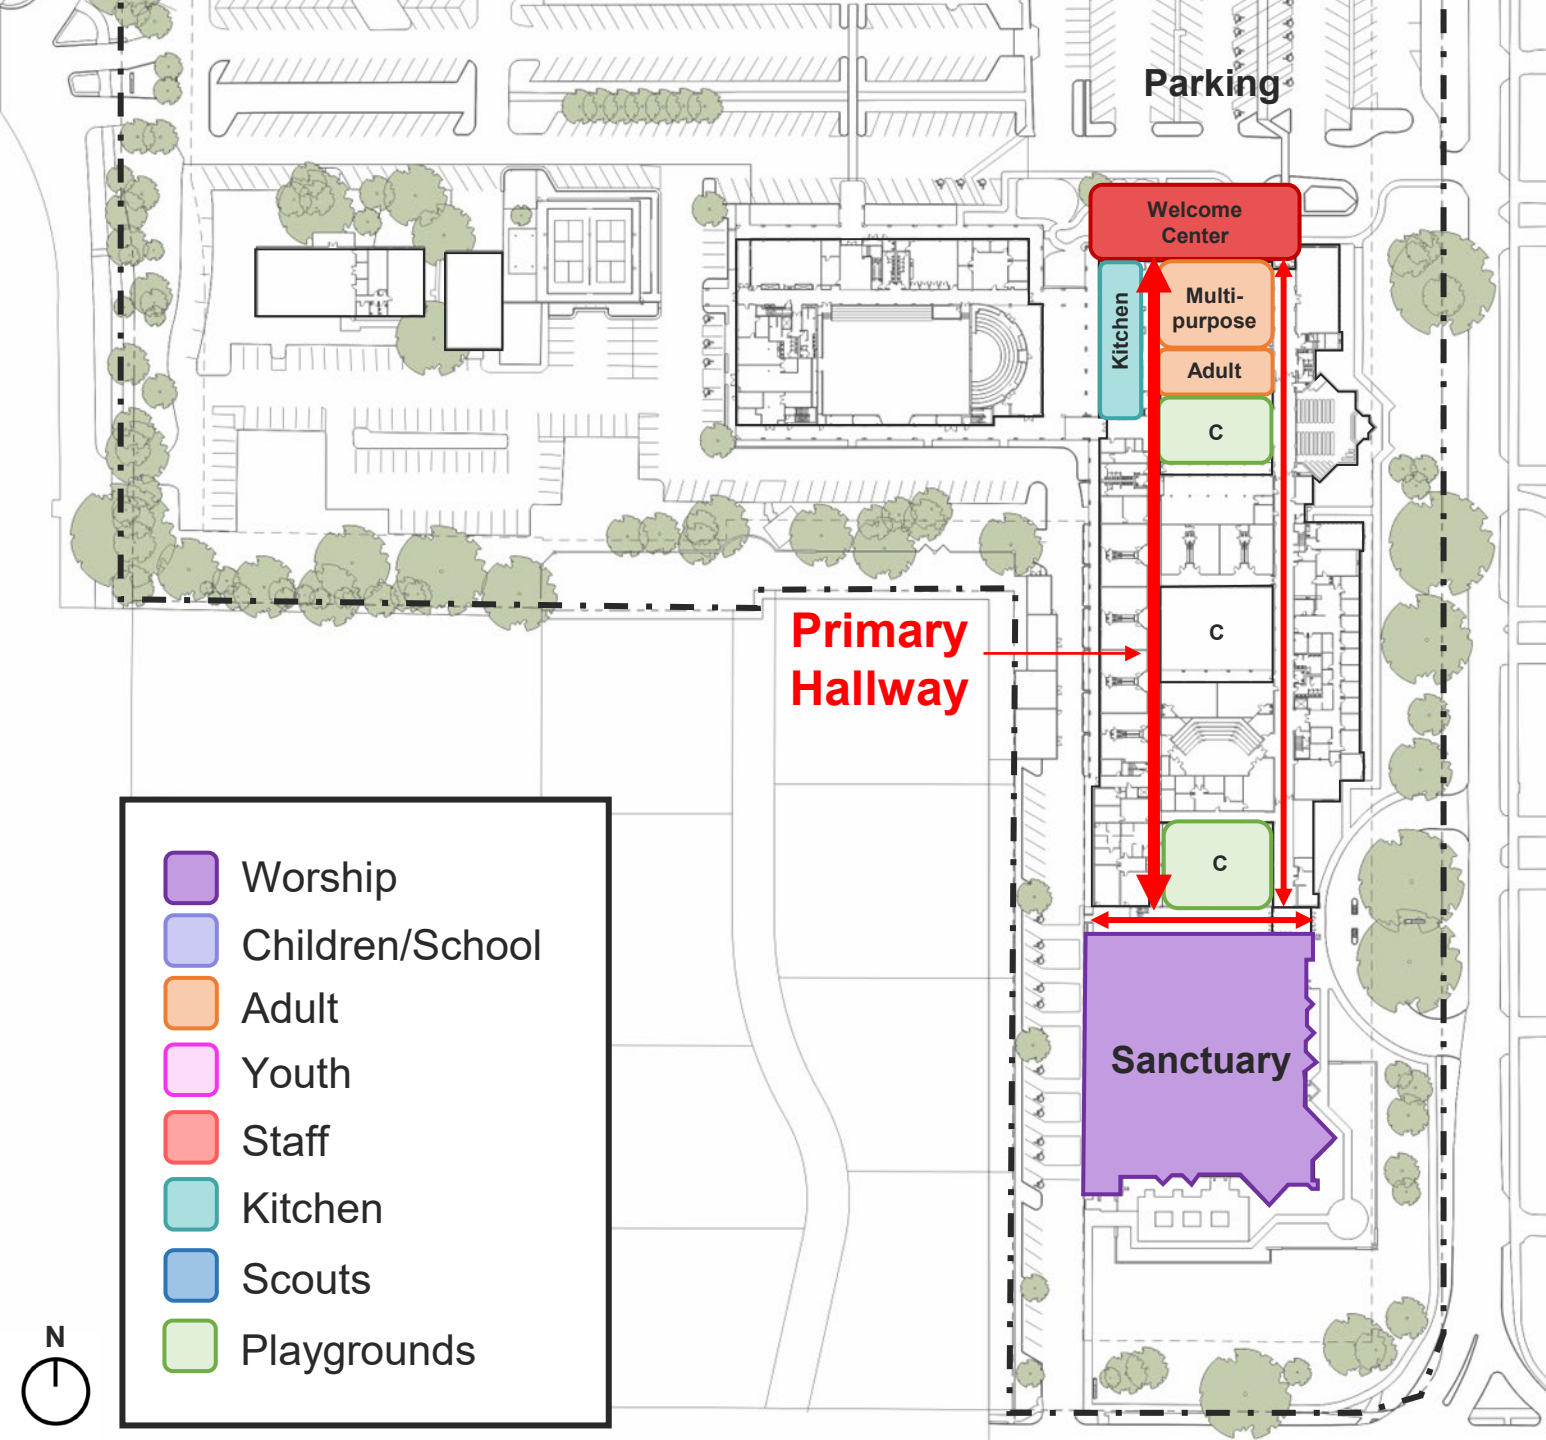 Parking
Welcome
Center
Kitchen
Multi-
purpose
Adult
C
Primary
Hallway
C
C
Sanctuary
Worship
Children/School
Adult
Youth
Staff
Kitchen
Scouts
Playgrounds
N